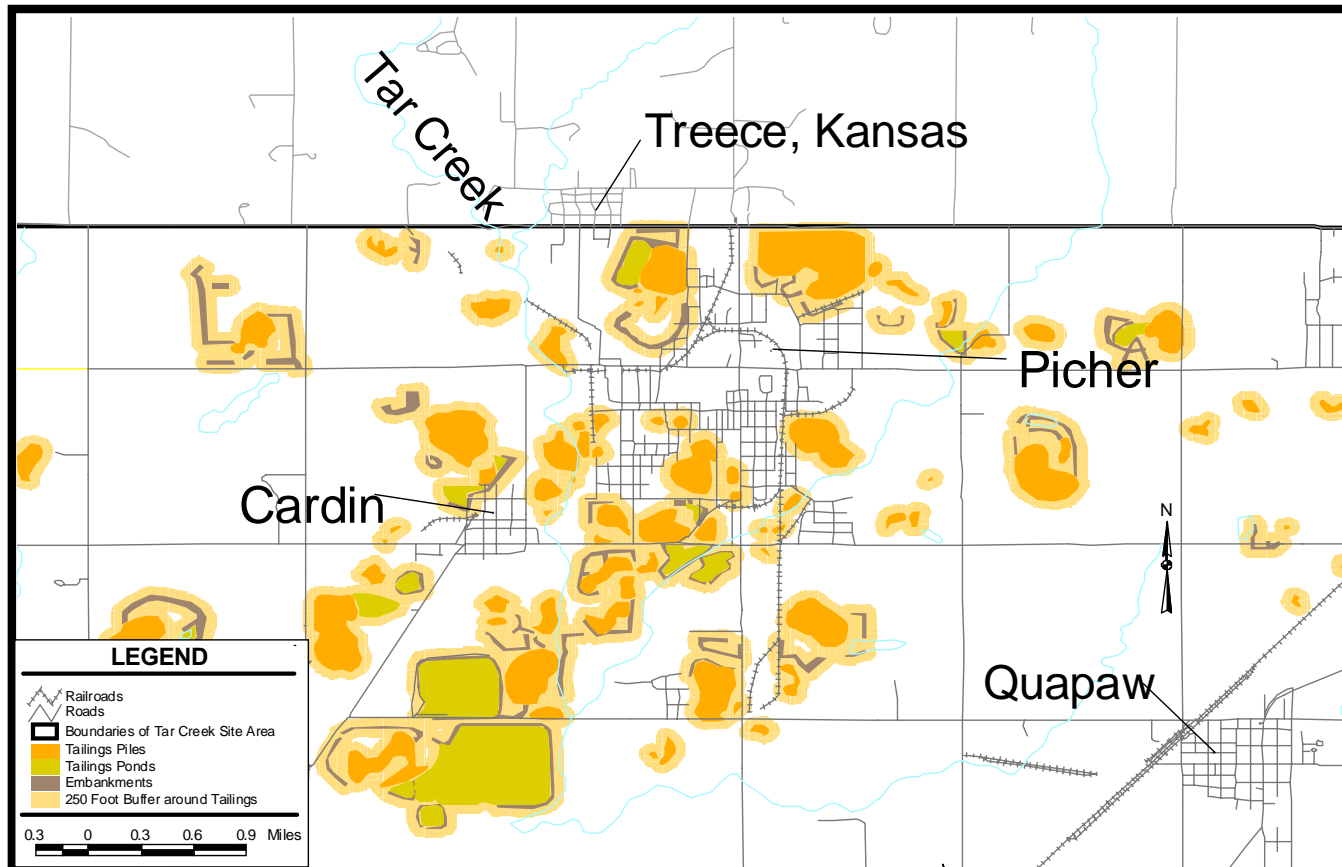 Tar Creek
Treece, Kansas
Picher
Cardin
N
Quapaw
LEGEND
Railroads
Roads
Boundaries of Tar Creek Site Area
Tailings Piles
Tailings Ponds
Embankments
250 Foot Buffer around Tailings
0.3 0 0.3 0.6 0.9 Miles